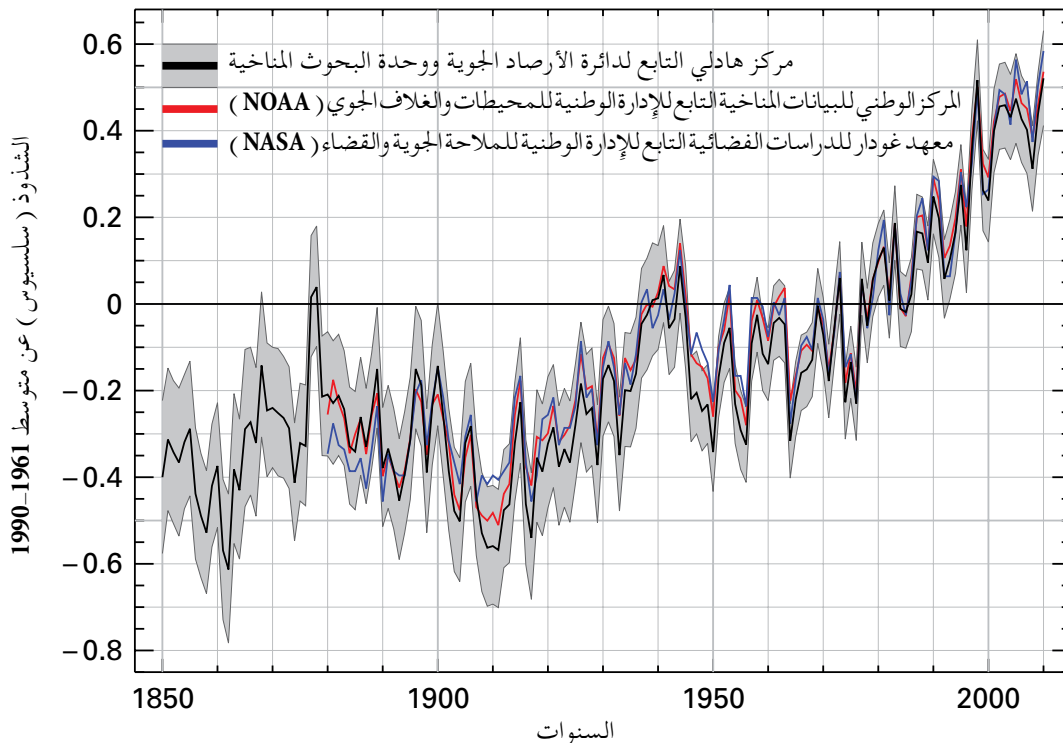 0.6
0.4
0.2
0
−0.2
−0.4
−0.6
−0.8
الشذوذ (سلسيوس) عن متوسط 1961–1990
مركز هادلي التابع لدائرة الأرصاد الجوية ووحدة البحوث المناخية
المركز الوطني للبيانات المناخية التابع للإدارة الوطنية للمحيطات والغلاف الجوي (NOAA)
معهد غودار للدراسات الفضائية التابع للإدارة الوطنية للملاحة الجوية والفضاء (NASA)
1850 1900 1950 2000
السنوات